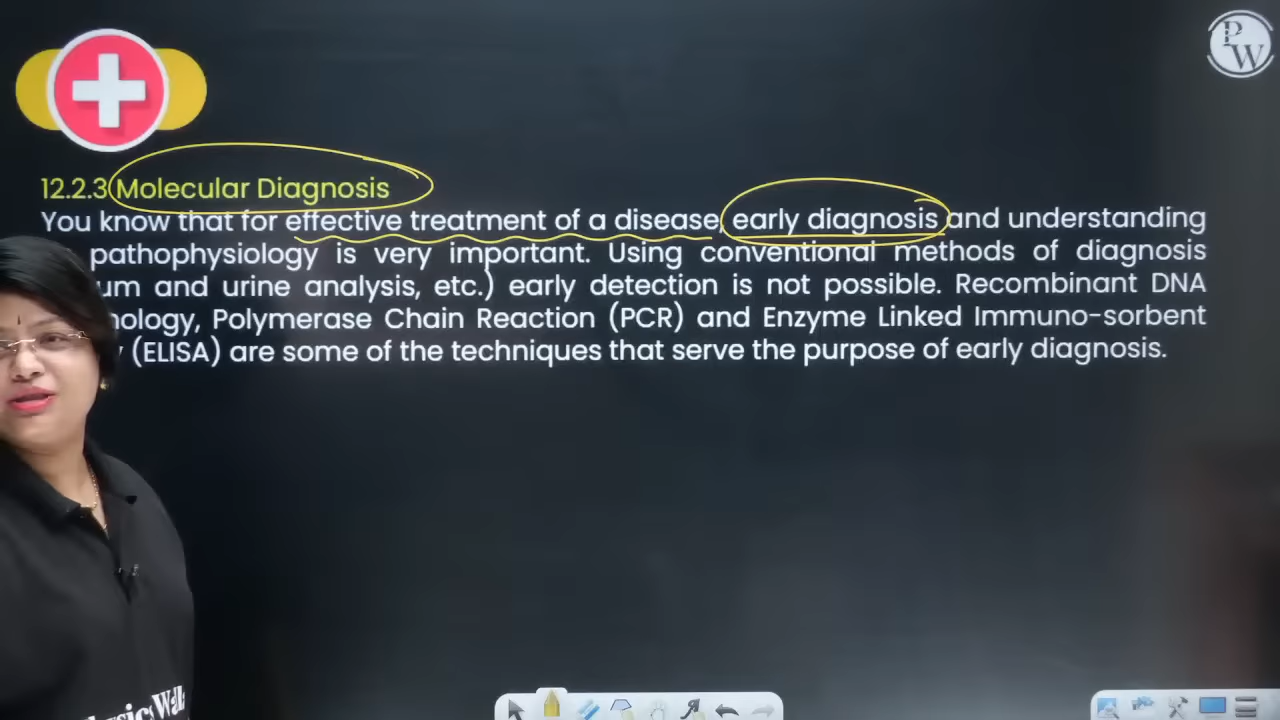 P
W
12.2.3 Molecular Diagnosis
You know that for effective treatment of a disease, early diagnosis and understanding
pathophysiology is very important. Using conventional methods of diagnosis
um and urine analysis, etc.) early detection is not possible. Recombinant DNA
nology, Polymerase Chain Reaction (PCR) and Enzyme Linked Immuno-sorbent
(ELISA) are some of the techniques that serve the purpose of early diagnosis.